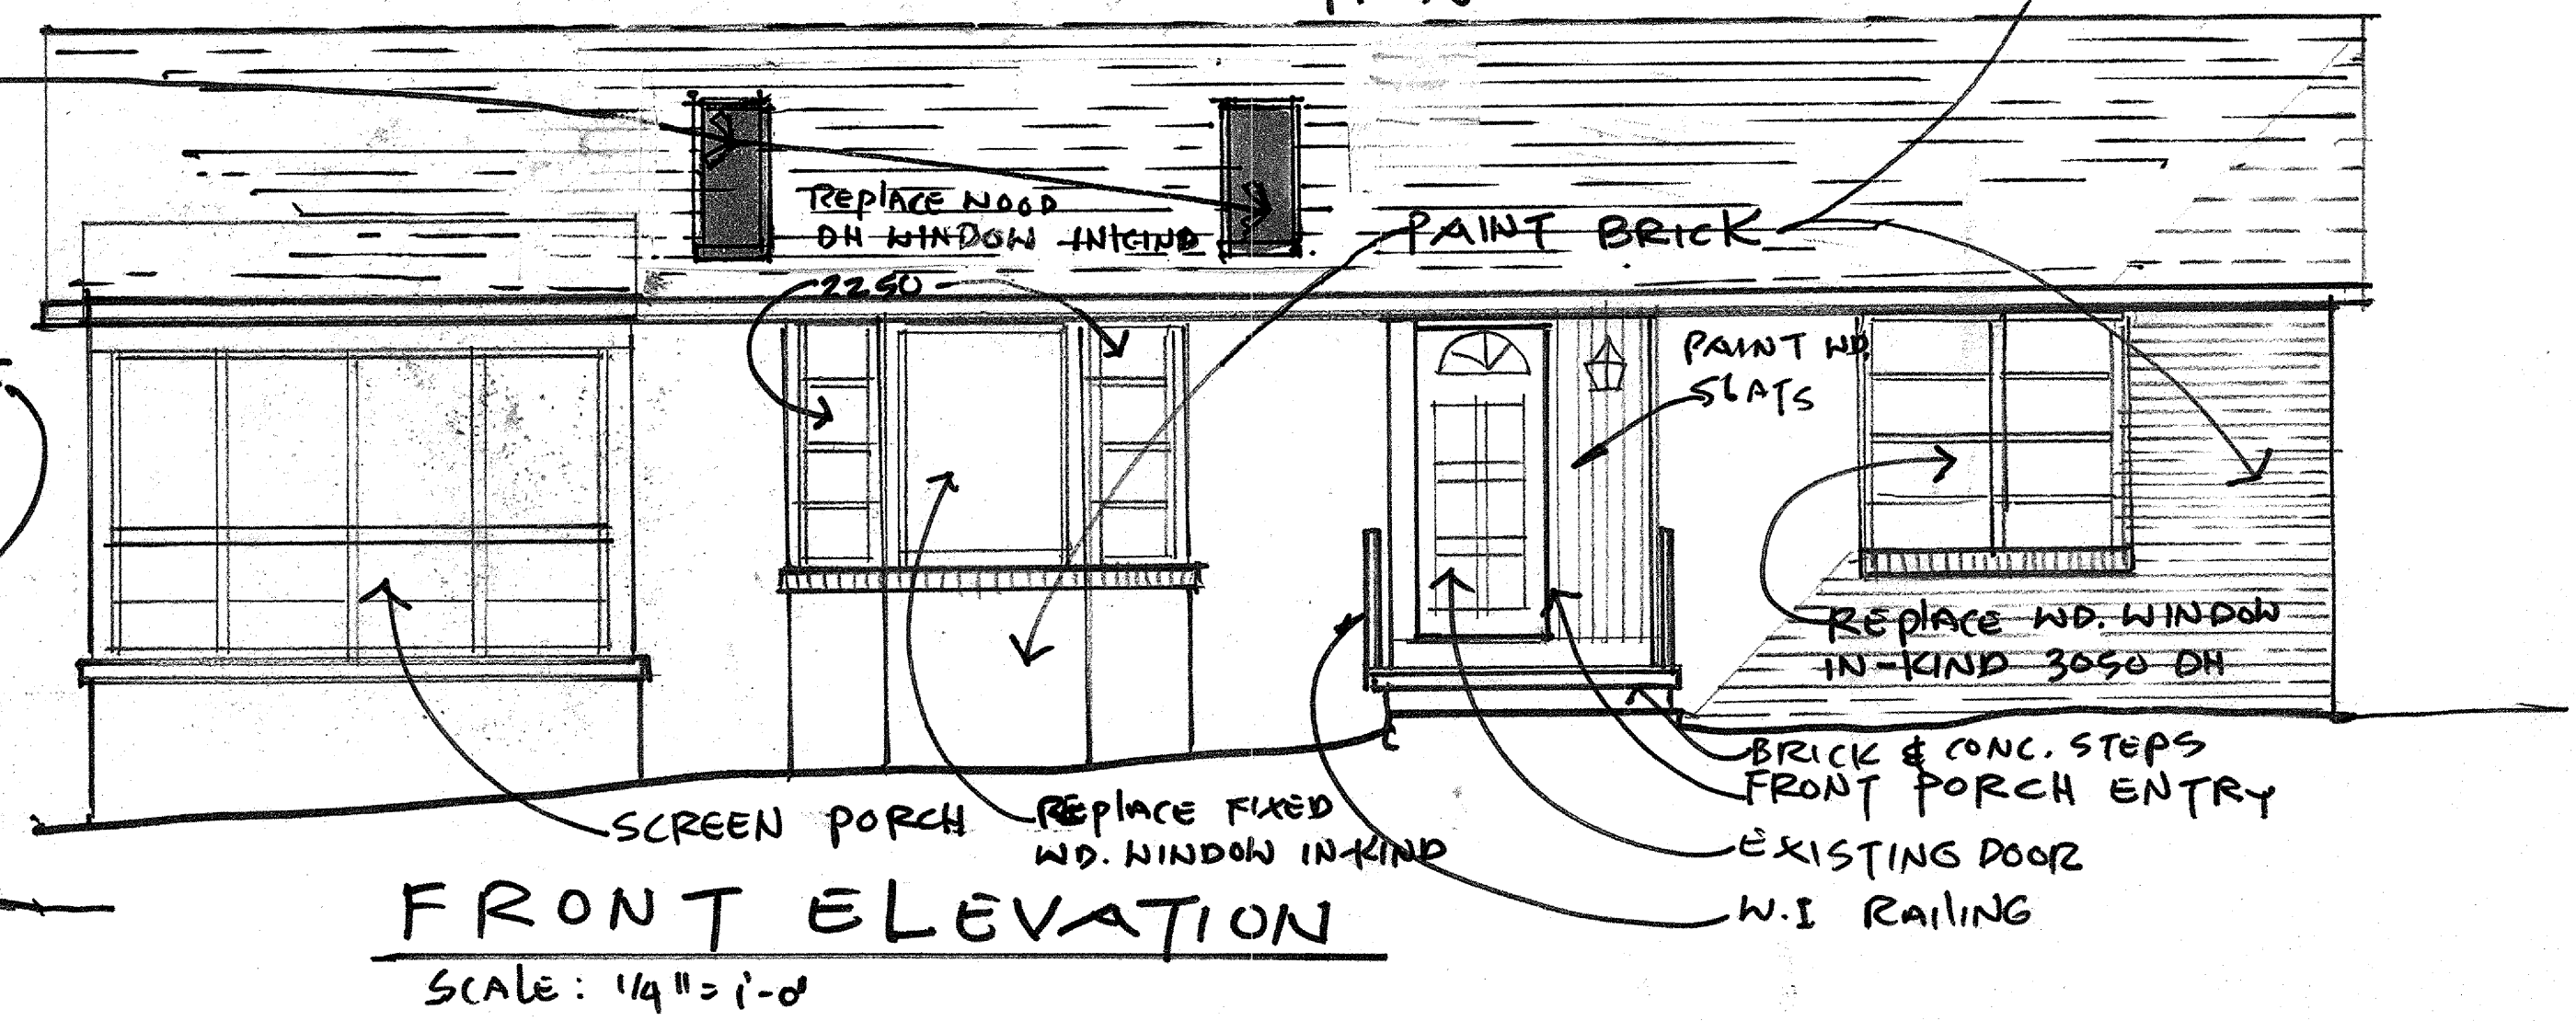 REPLACE WOOD
DH WINDOW IN KIND
2250
PAINT BRICK
PAINT WD.
SLATS
REPLACE WD. WINDOW
IN-KIND 3050 DH
BRICK & CONC. STEPS
FRONT PORCH ENTRY
EXISTING DOOR
W.I RAILING
SCREEN PORCH
REPLACE FIXED
WD. WINDOW IN-KIND
FRONT ELEVATION
SCALE: 1/4" = 1'-0"